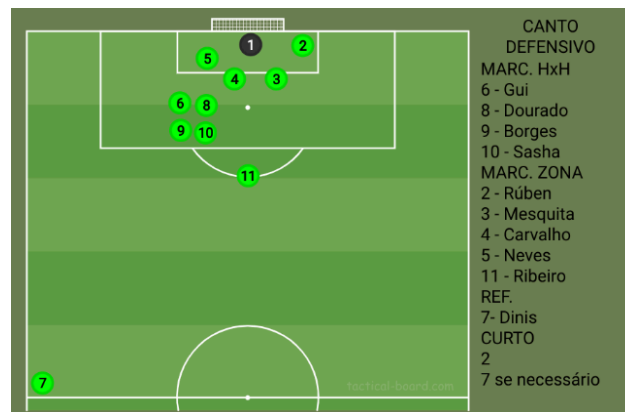 CANTO
DEFENSIVO
MARC. HxH
6 - Gui
8 - Dourado
9 - Borges
10 - Sasha
MARC. ZONA
2 - Rúben
3 - Mesquita
4 - Carvalho
5 - Neves
11 - Ribeiro
REF.
7- Dinis
CURTO
2
7 se necessário
1
2
5
4
3
6
8
9
10
11
7
tactical-board.com